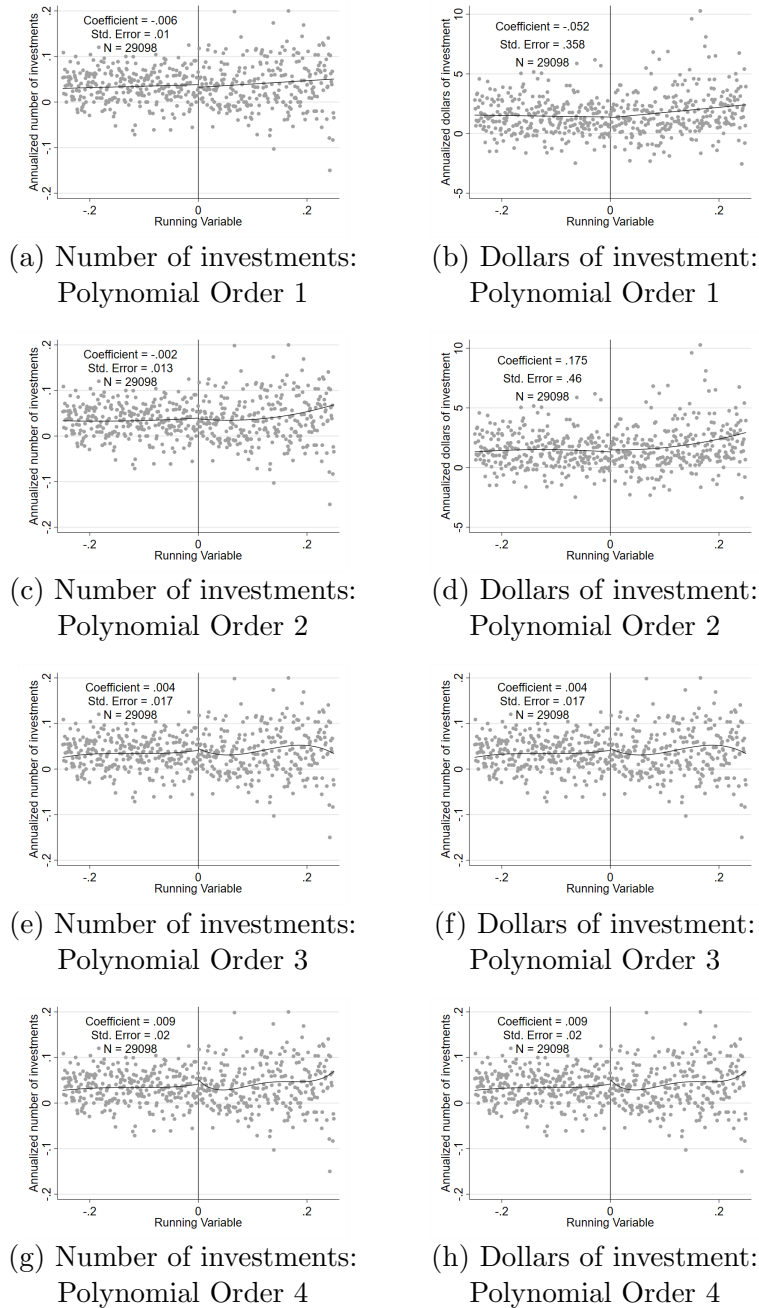 Coefficient = -.006
Std. Error = .01
N = 29098
Annualized number of investments
.2
.1
0
-.1
-.2
-.2
0
.2
Running Variable
(a) Number of investments:
Polynomial Order 1
Coefficient = -.052
Std. Error = .358
N = 29098
Annualized dollars of investment
10
5
0
-5
-.2
0
.2
Running Variable
(b) Dollars of investment:
Polynomial Order 1
Coefficient = -.002
Std. Error = .013
N = 29098
Annualized number of investments
.2
.1
0
-.1
-.2
-.2
0
.2
Running Variable
(c) Number of investments:
Polynomial Order 2
Coefficient = .175
Std. Error = .46
N = 29098
Annualized dollars of investment
10
5
0
-5
-.2
0
.2
Running Variable
(d) Dollars of investment:
Polynomial Order 2
Coefficient = .004
Std. Error = .017
N = 29098
Annualized number of investments
.2
.1
0
-.1
-.2
-.2
0
.2
Running Variable
(e) Number of investments:
Polynomial Order 3
Coefficient = .004
Std. Error = .017
N = 29098
Annualized number of investments
.2
.1
0
-.1
-.2
-.2
0
.2
Running Variable
(f) Dollars of investment:
Polynomial Order 3
Coefficient = .009
Std. Error = .02
N = 29098
Annualized number of investments
.2
.1
0
-.1
-.2
-.2
0
.2
Running Variable
(g) Number of investments:
Polynomial Order 4
Coefficient = .009
Std. Error = .02
N = 29098
Annualized number of investments
.2
.1
0
-.1
-.2
-.2
0
.2
Running Variable
(h) Dollars of investment:
Polynomial Order 4